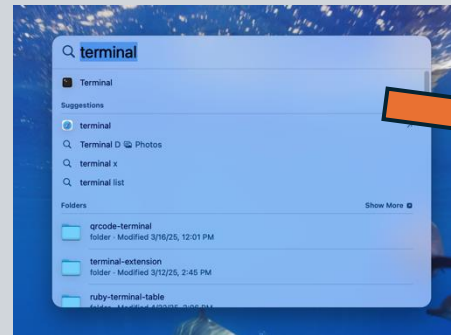 terminal
Terminal
Suggestions
terminal
Terminal D Photos
terminal x
terminal list
Folders Show More
qrcode-terminal
folder - Modified 3/16/25, 12:01 PM
terminal-extension
folder - Modified 3/12/25, 2:45 PM
ruby-terminal-table